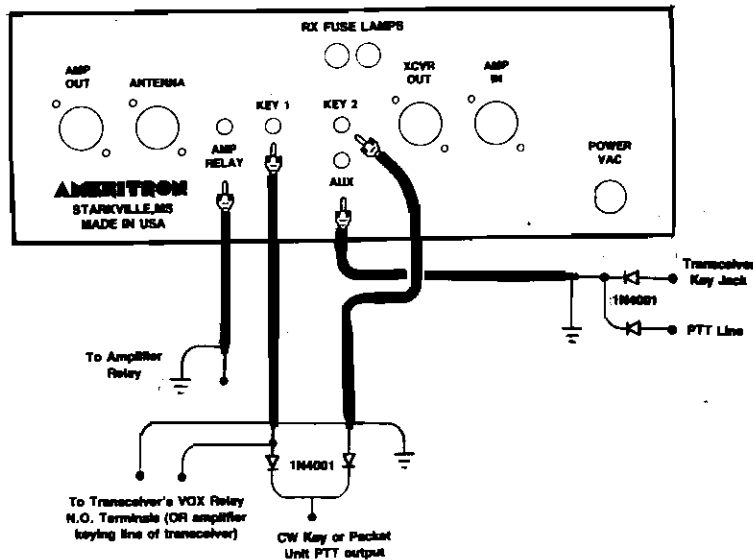 RX FUSE LAMPS
AMP
OUT
ANTENNA
KEY 1
KEY 2
XCVR
OUT
AMP
IN
AMP
RELAY
AUX
POWER
VAC
AMERITRON
STARKVILLE, MS
MADE IN USA
Transceiver
Key Jack
1N4001
PTT Line
To Amplifier
Relay
1N4001
To Transceiver's VOX Relay
N.O. Terminals (OR amplifier
keying line of transceiver)
CW Key or Packet
Unit PTT output